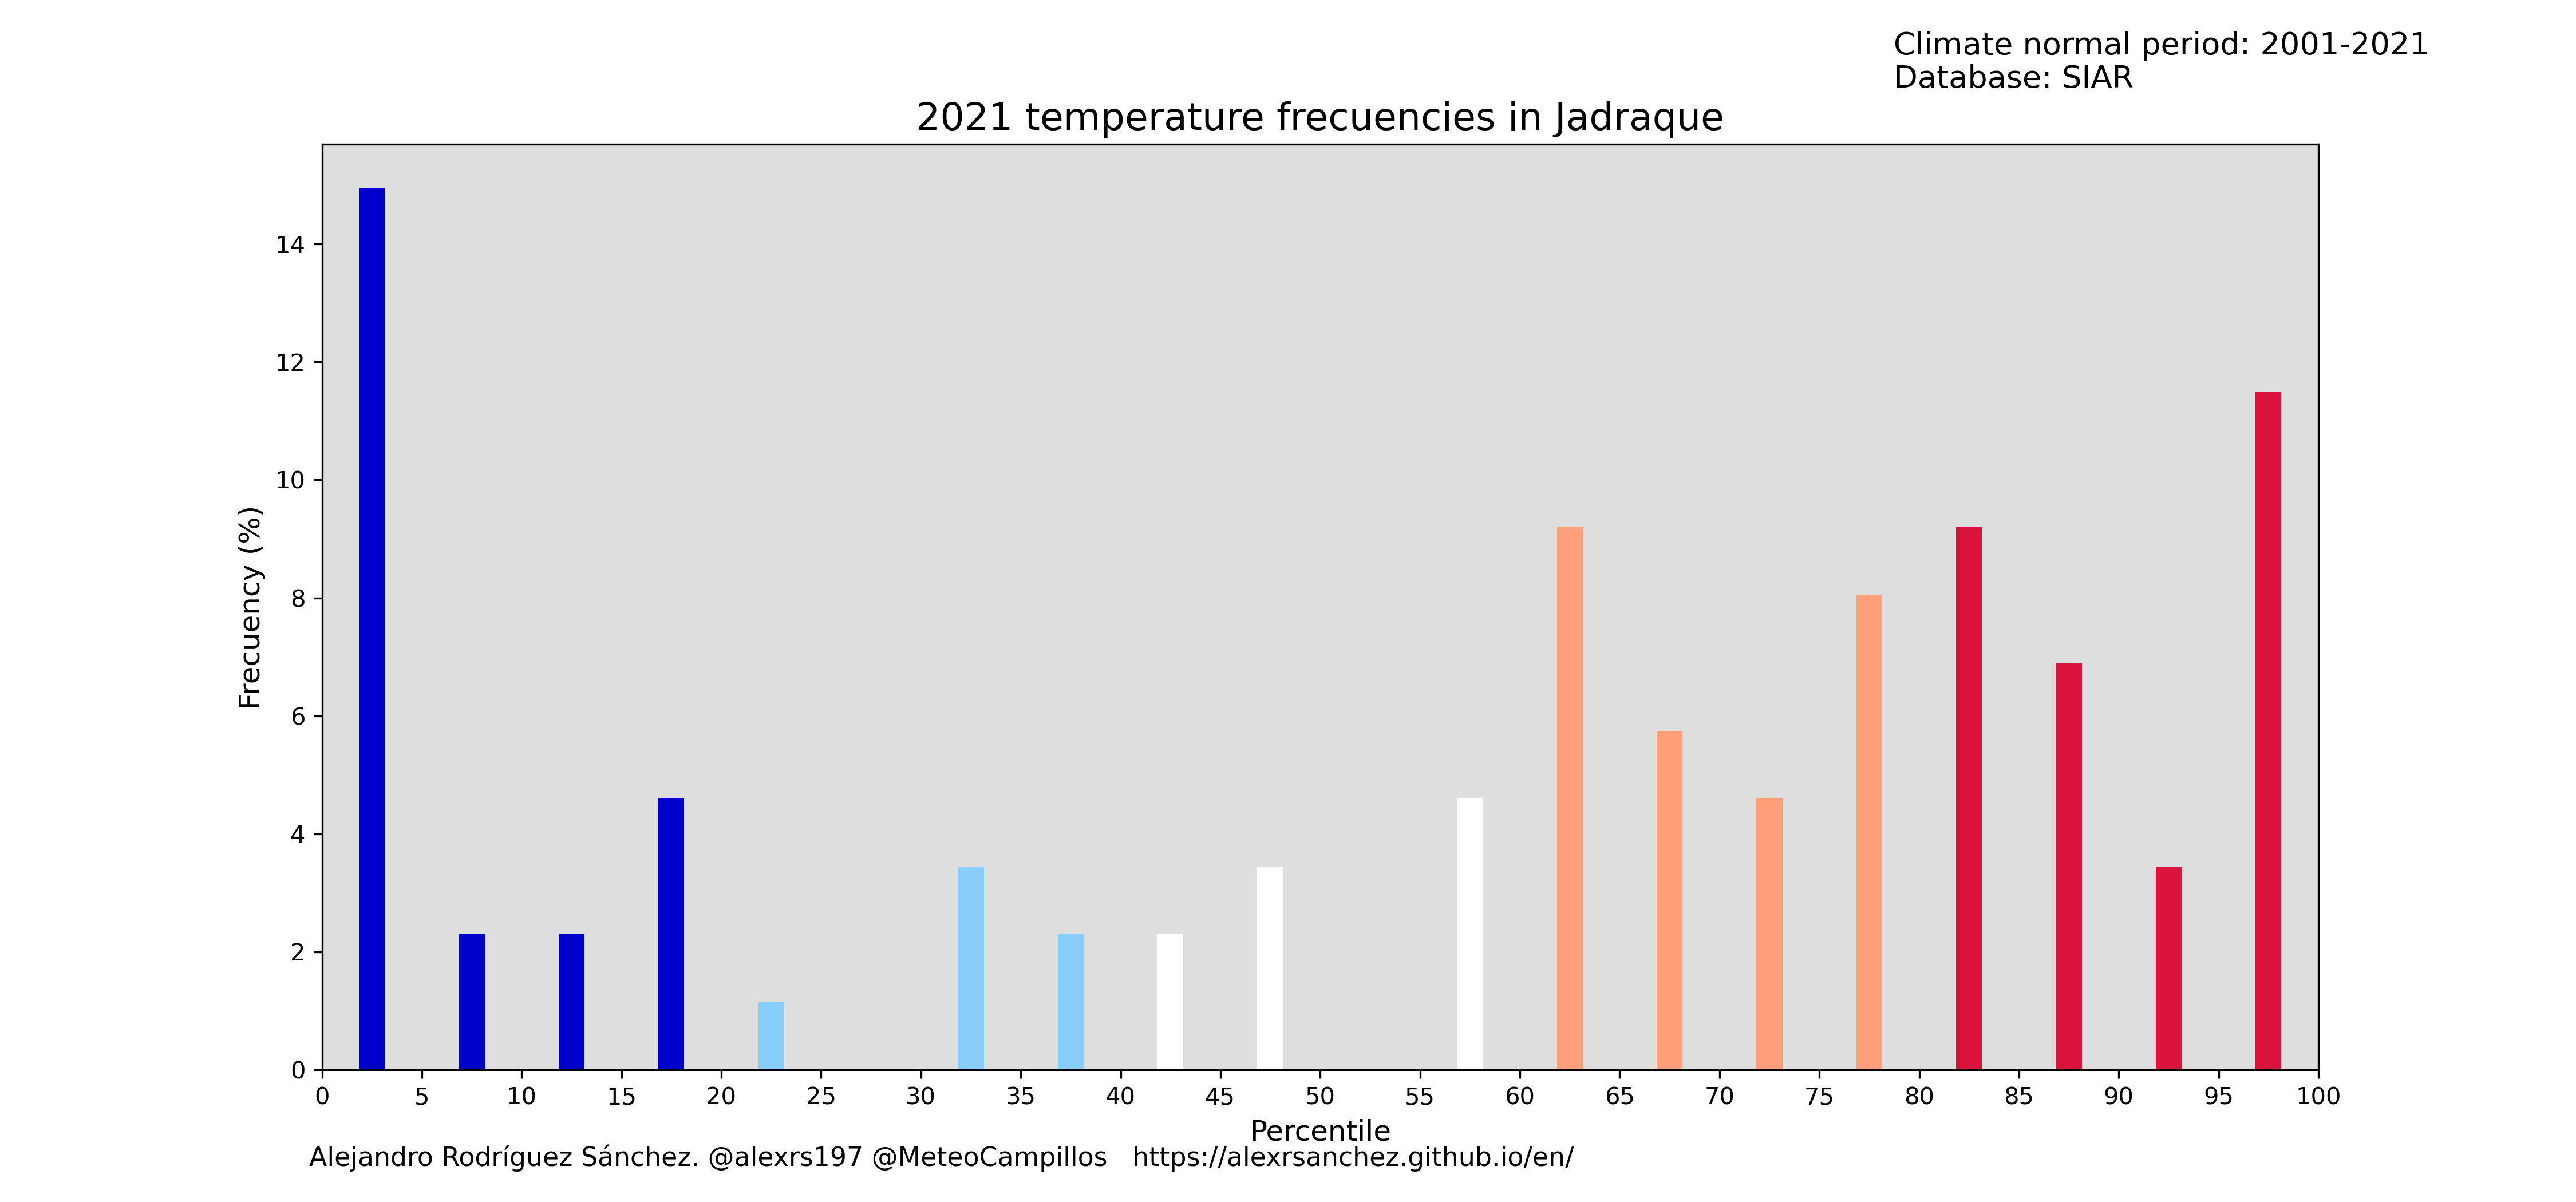 Climate normal period: 2001-2021
Database: SIAR
2021 temperature frecuencies in Jadraque
Frecuency (%)
14
12
10
8
6
4
2
0
0 5 10 15 20 25 30 35 40 45 50 55 60 65 70 75 80 85 90 95 100
Percentile
Alejandro Rodríguez Sánchez. @alexrs197 @MeteoCampillos https://alexrsanchez.github.io/en/